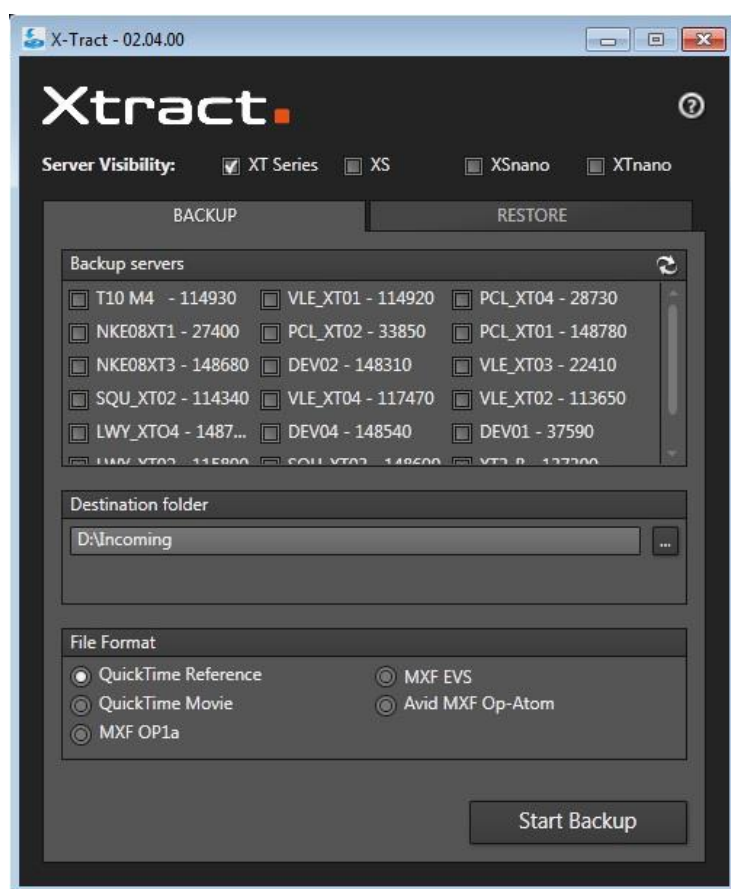 X-Tract - 02.04.00
Xtract.
?
Server Visibility: XT Series XS XSnano XTnano
BACKUP RESTORE
Backup servers
T10 M4 - 114930 VLE_XT01 - 114920 PCL_XT04 - 28730
NKE08XT1 - 27400 PCL_XT02 - 33850 PCL_XT01 - 148780
NKE08XT3 - 148680 DEV02 - 148310 VLE_XT03 - 22410
SQU_XT02 - 114340 VLE_XT04 - 117470 VLE_XT02 - 113650
LWY_XTO4 - 1487... DEV04 - 148540 DEV01 - 37590
Destination folder
D:\Incoming
...
File Format
QuickTime Reference MXF EVS
QuickTime Movie Avid MXF Op-Atom
MXF OP1a
Start Backup